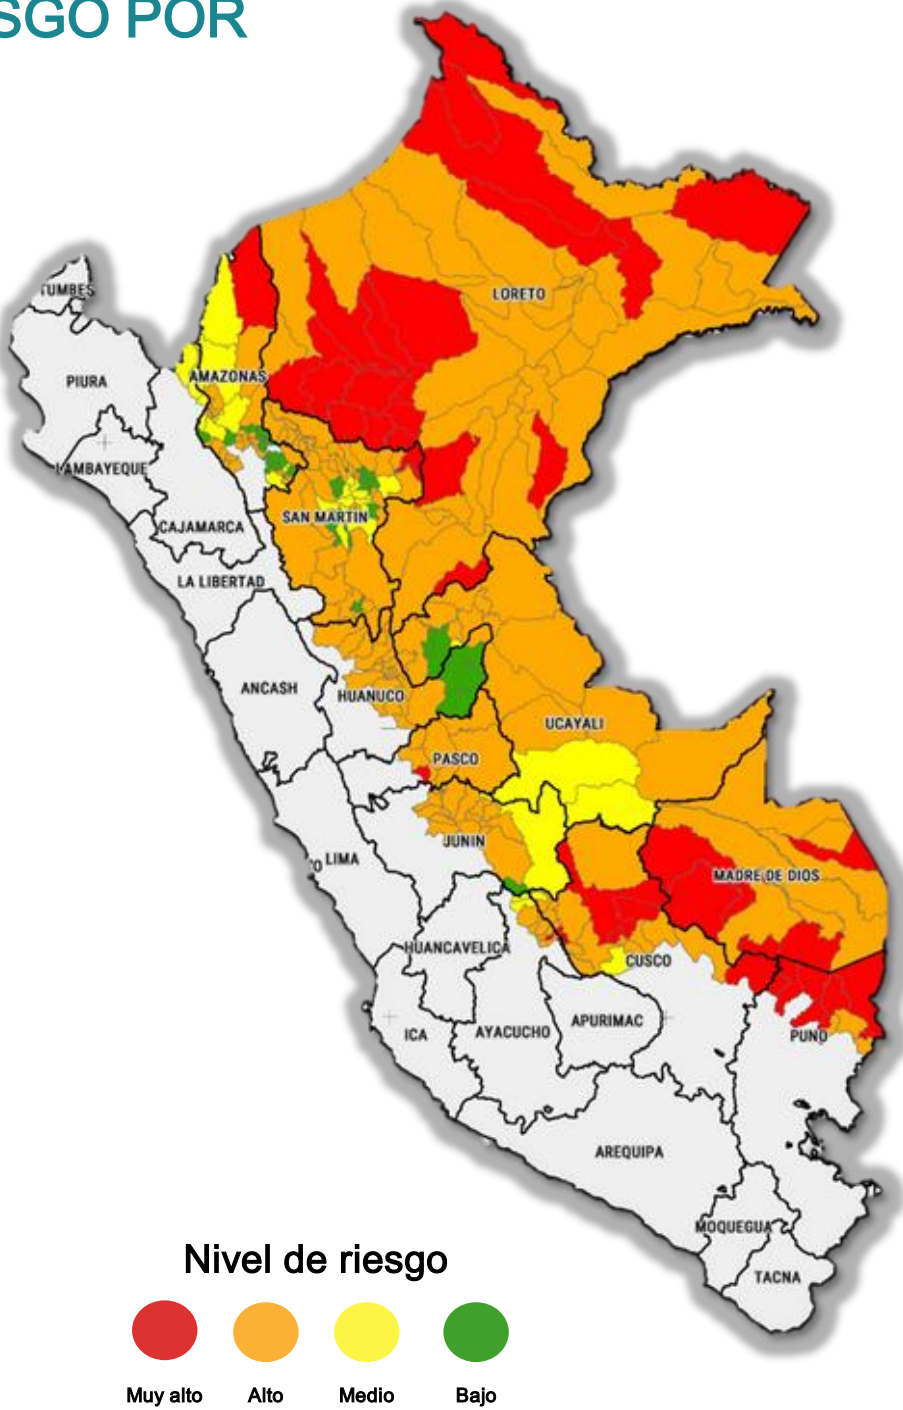 SGO POR
LORETO
TUMBES
AMAZONAS
PIURA
LAMBAYEQUE
SAN MARTIN
CAJAMARCA
LA LIBERTAD
ANCASH
HUANUCO
UCAYALI
PASCO
JUNIN
LIMA
MADRE DE DIOS
HUANCAVELICA
CUSCO
APURIMAC
ICA
AYACUCHO
PUNO
AREQUIPA
MOQUEGUA
TACNA
Nivel de riesgo
Muy alto Alto Medio Bajo